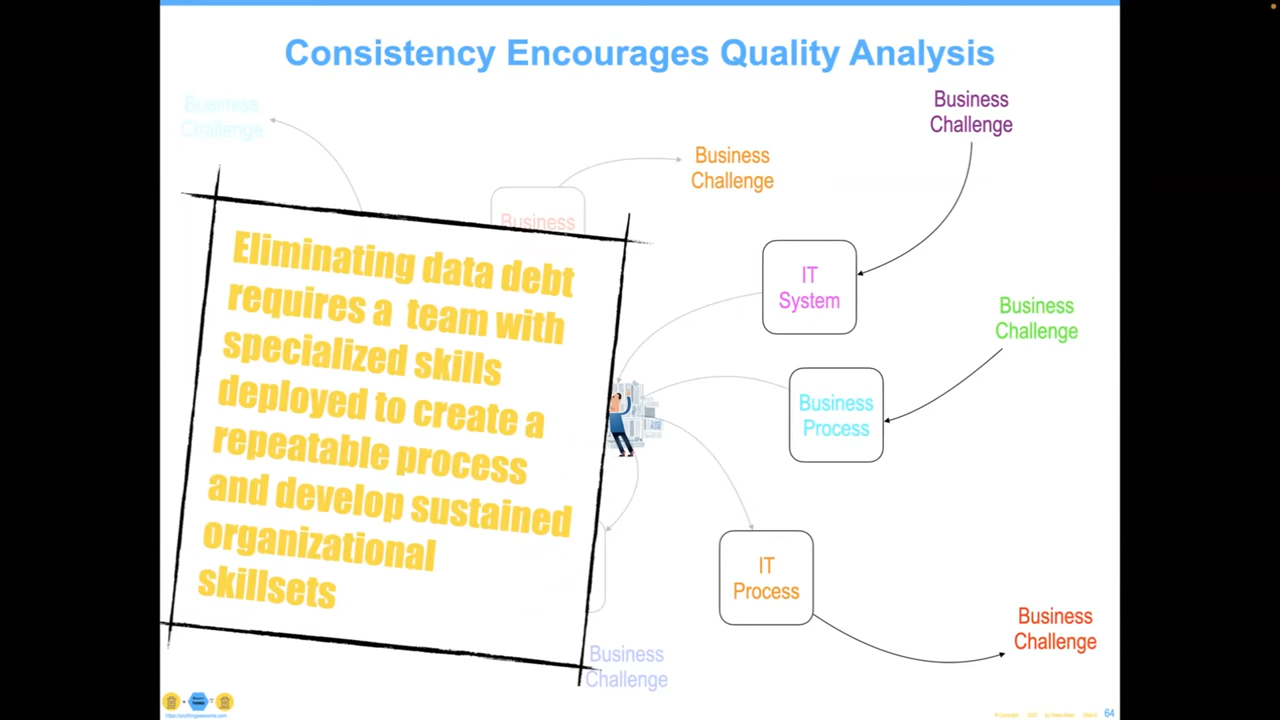 Consistency Encourages Quality Analysis
Business
Challenge
Business
Challenge
Business
Challenge
Business
IT
System
Business
Challenge
Business
Process
IT
Process
Business
Challenge
Business
Challenge
Eliminating data debt
requires a team with
specialized skills
deployed to create a
repeatable process
and develop sustained
organizational
skillsets
64